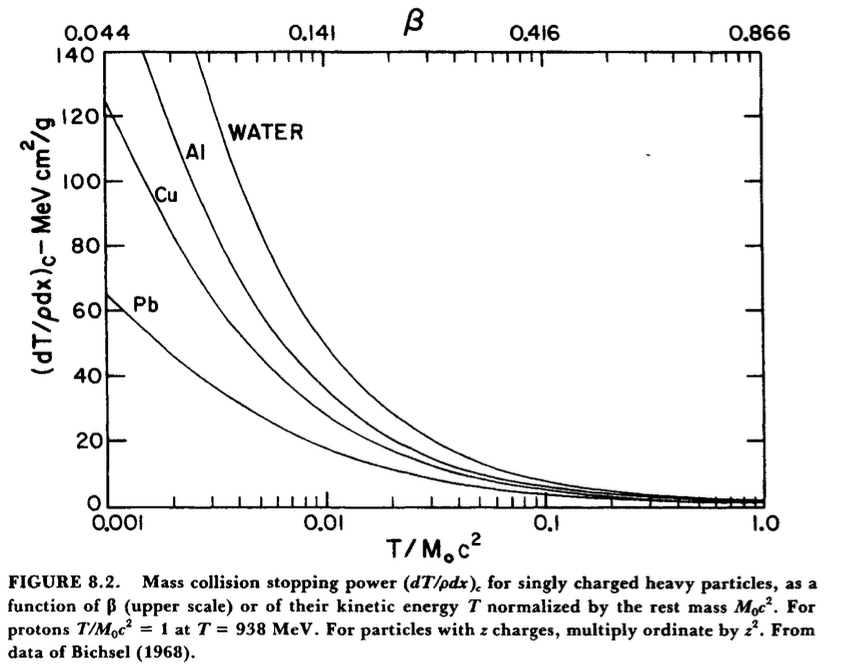 β
0.044 0.141 0.416 0.866
140
120
100
80
60
40
20
0
(dT/ρdx)c – MeV cm²/g
WATER
Al
Cu
Pb
0.001 0.01 0.1 1.0
T/M₀c²
FIGURE 8.2. Mass collision stopping power (dT/ρdx)c for singly charged heavy particles, as a
function of β (upper scale) or of their kinetic energy T normalized by the rest mass M₀c². For
protons T/M₀c² = 1 at T = 938 MeV. For particles with z charges, multiply ordinate by z². From
data of Bichsel (1968).